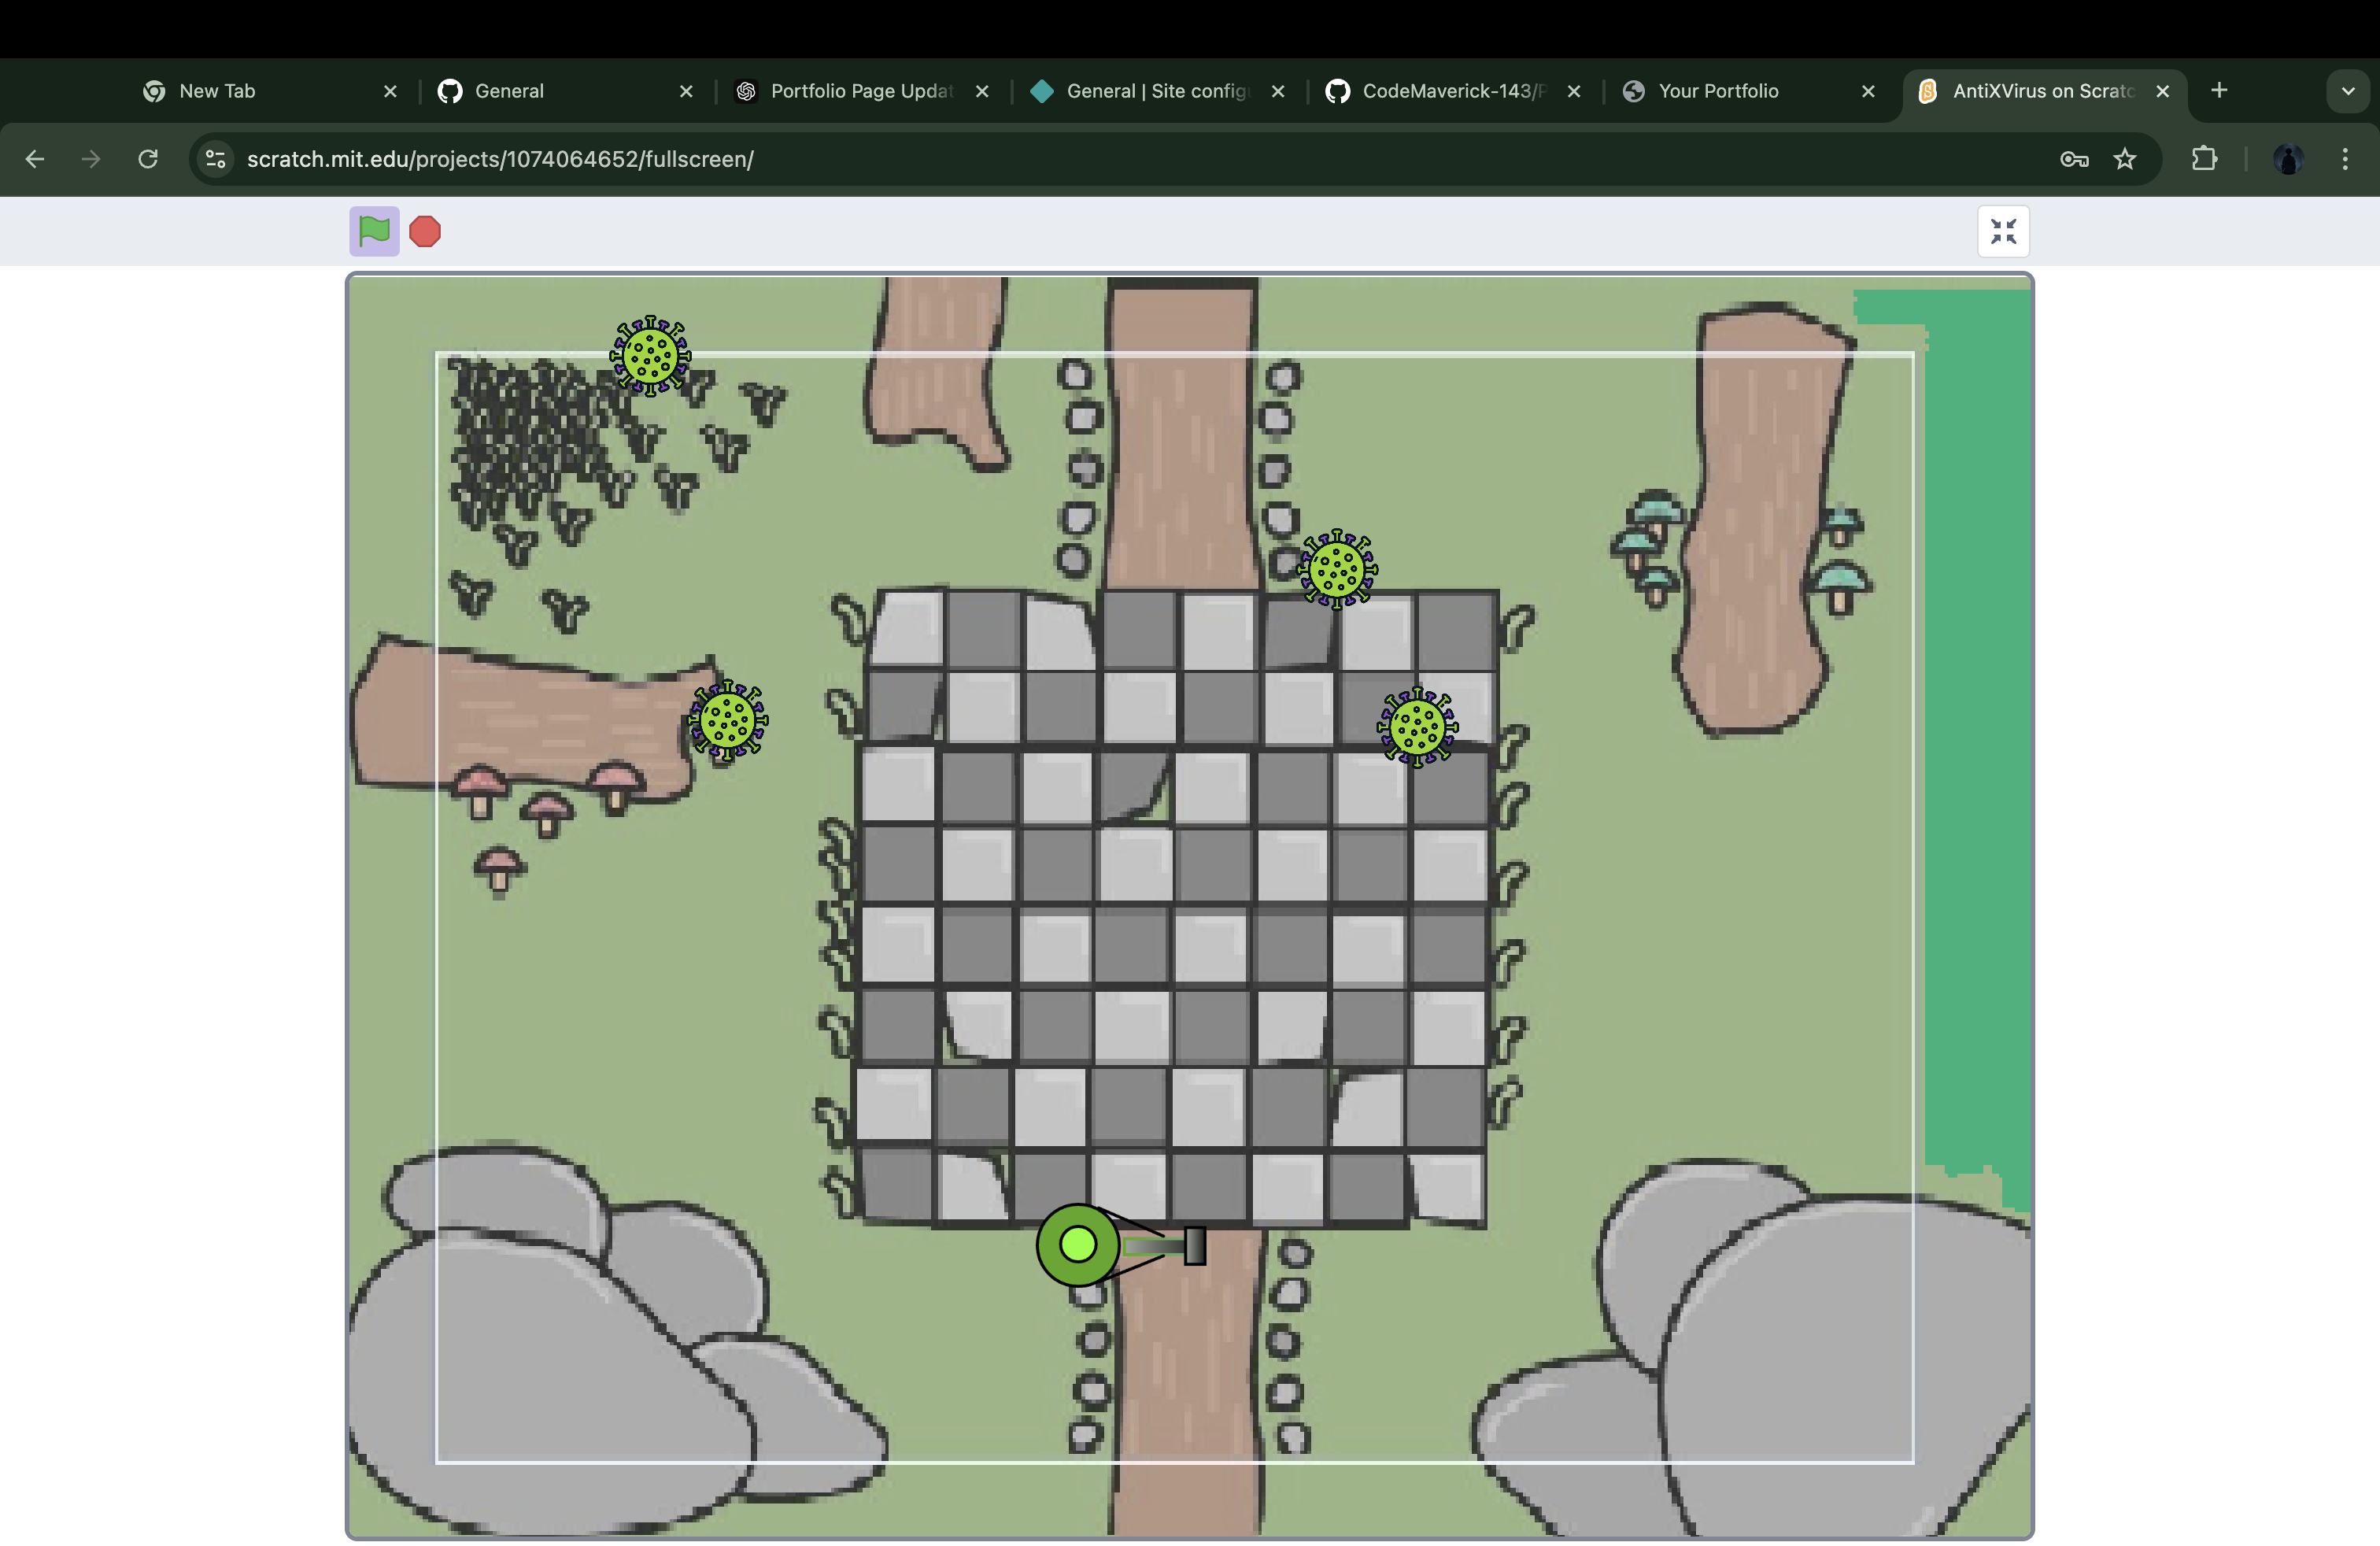 New Tab
General
Portfolio Page Updat
General | Site config
CodeMaverick-143/P
Your Portfolio
AntiXVirus on Scratc
scratch.mit.edu/projects/1074064652/fullscreen/